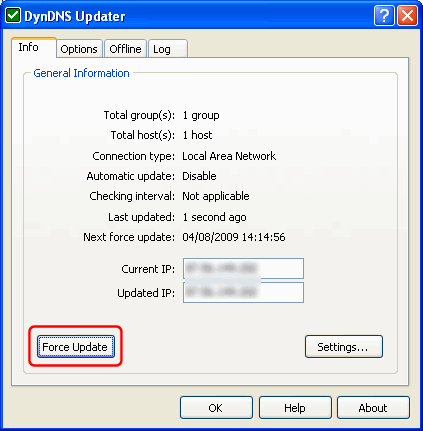 DynDNS Updater
Info Options Offline Log
General Information
Total group(s): 1 group
Total host(s): 1 host
Connection type: Local Area Network
Automatic update: Disable
Checking interval: Not applicable
Last updated: 1 second ago
Next force update: 04/08/2009 14:14:56
Current IP:
Updated IP:
Force Update Settings...
OK Help About